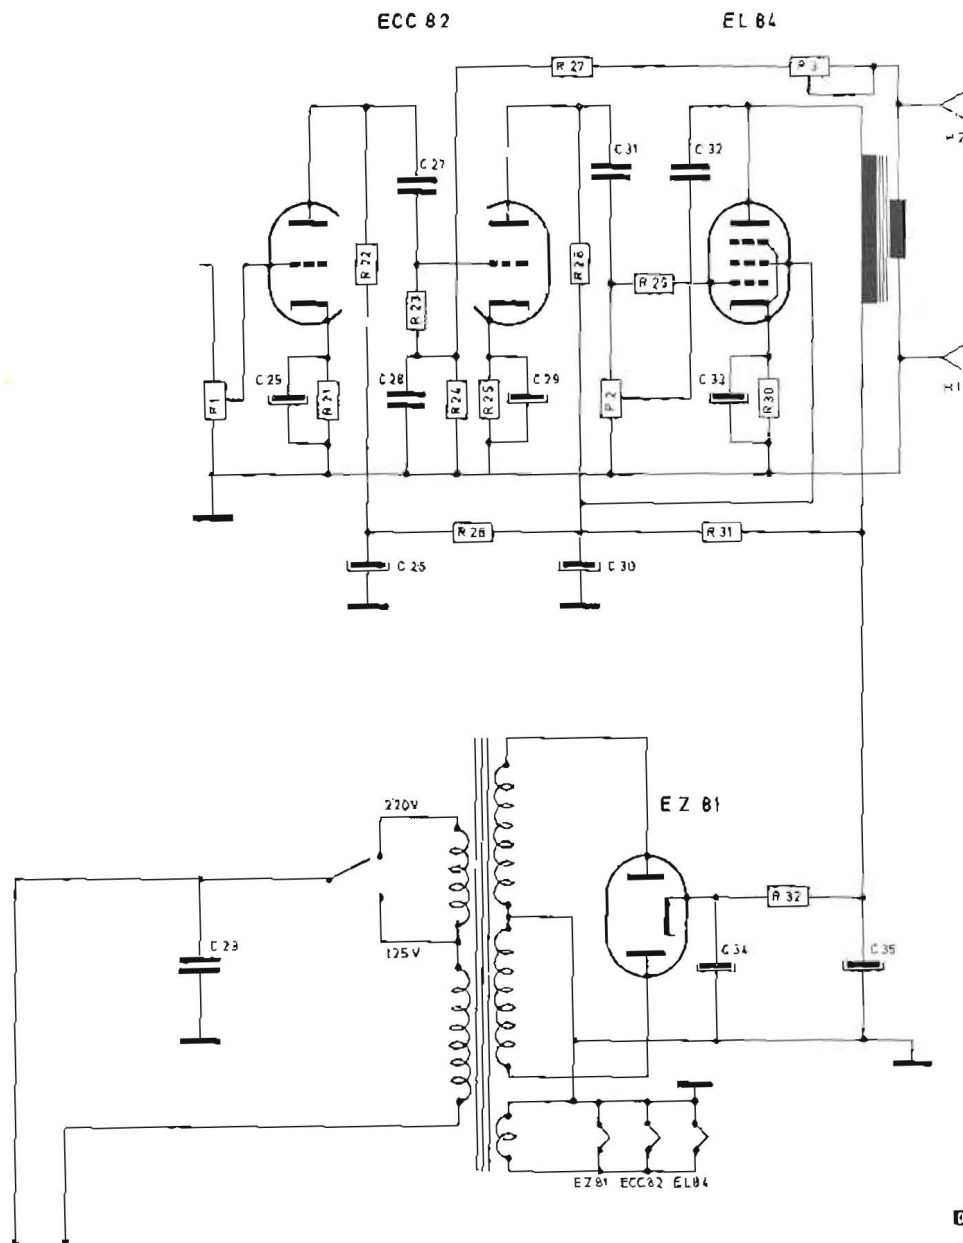 ECC 82
EL 84
R 27
P 3
C 27
C 31
C 32
R 22
R 28
R 29
R 23
C 25
R 21
C 28
R 24
R 25
C 29
P 2
C 33
R 30
P 1
R 26
R 31
C 26
C 30
220V
EZ 81
R 32
C 23
125V
C 34
C 35
EZ81 ECC82 EL84